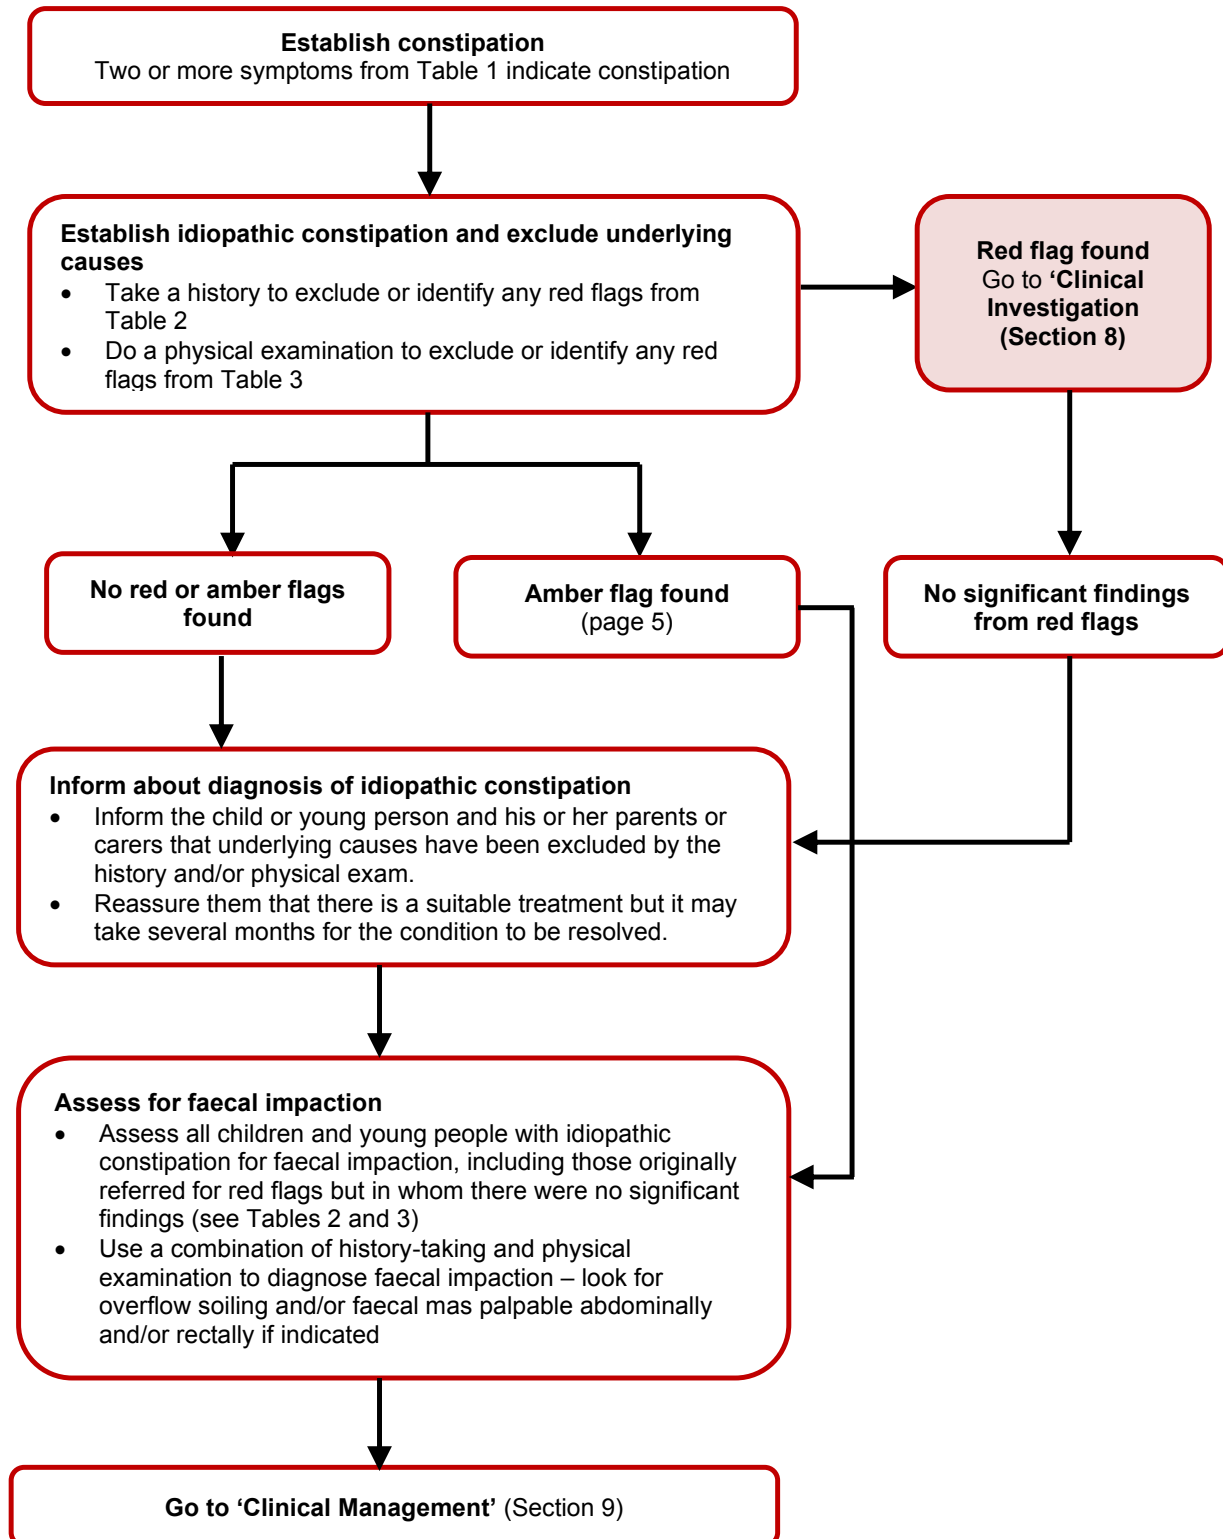 Establish constipation
Two or more symptoms from Table 1 indicate constipation
Establish idiopathic constipation and exclude underlying
causes
• Take a history to exclude or identify any red flags from
Table 2
• Do a physical examination to exclude or identify any red
flags from Table 3
Red flag found
Go to ‘Clinical
Investigation
(Section 8)
No red or amber flags
found
Amber flag found
(page 5)
No significant findings
from red flags
Inform about diagnosis of idiopathic constipation
• Inform the child or young person and his or her parents or
carers that underlying causes have been excluded by the
history and/or physical exam.
• Reassure them that there is a suitable treatment but it may
take several months for the condition to be resolved.
Assess for faecal impaction
• Assess all children and young people with idiopathic
constipation for faecal impaction, including those originally
referred for red flags but in whom there were no significant
findings (see Tables 2 and 3)
• Use a combination of history-taking and physical
examination to diagnose faecal impaction – look for
overflow soiling and/or faecal mas palpable abdominally
and/or rectally if indicated
Go to ‘Clinical Management’ (Section 9)